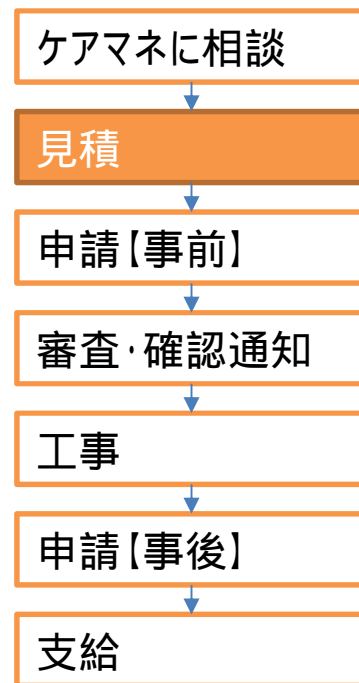 ケアマネに相談
見積
申請【事前】
審査･確認通知
工事
申請【事後】
支給